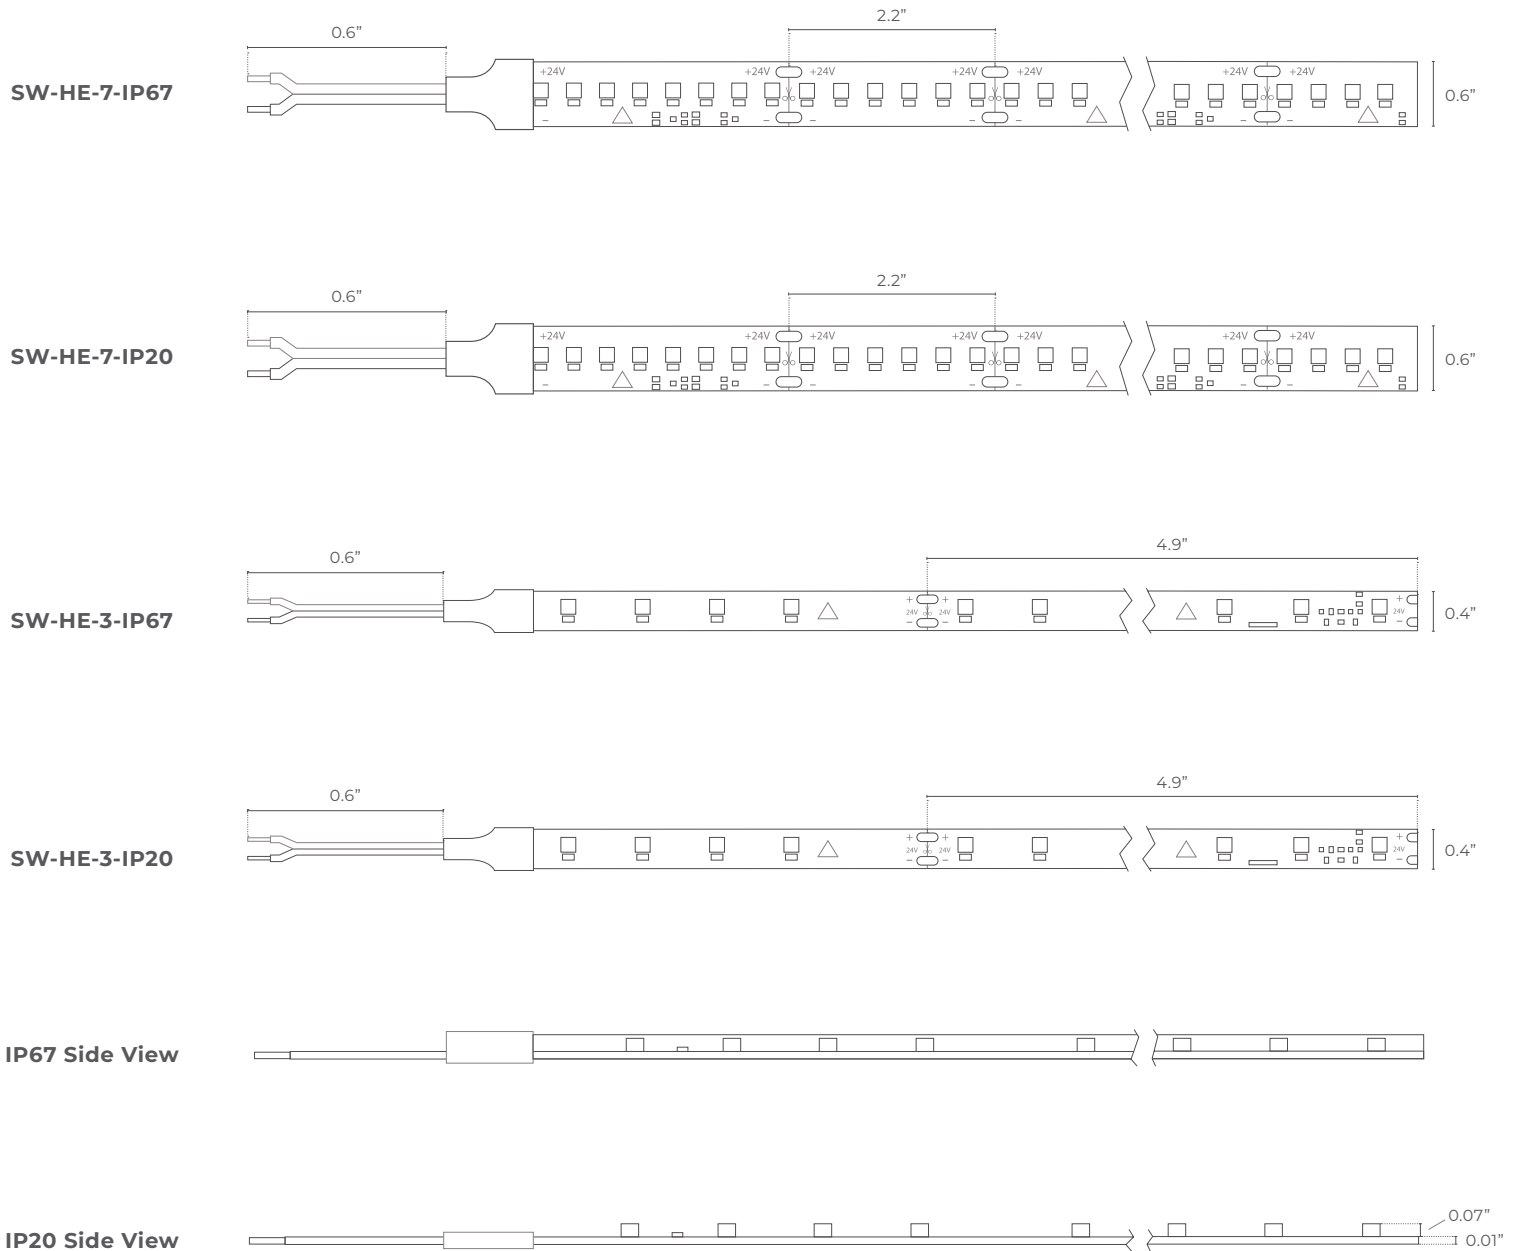 0.6” 2.2”
SW-HE-7-IP67
+24V +24V +24V +24V +24V +24V +24V
– – – – – – –
0.6”
0.6” 2.2”
SW-HE-7-IP20
+24V +24V +24V +24V +24V +24V +24V
– – – – – – –
0.6”
0.6” 4.9”
SW-HE-3-IP67
+ + +
24V 24V 24V
– – –
0.4”
0.6” 4.9”
SW-HE-3-IP20
+ + +
24V 24V 24V
– – –
0.4”
IP67 Side View
IP20 Side View
0.07”
0.01”